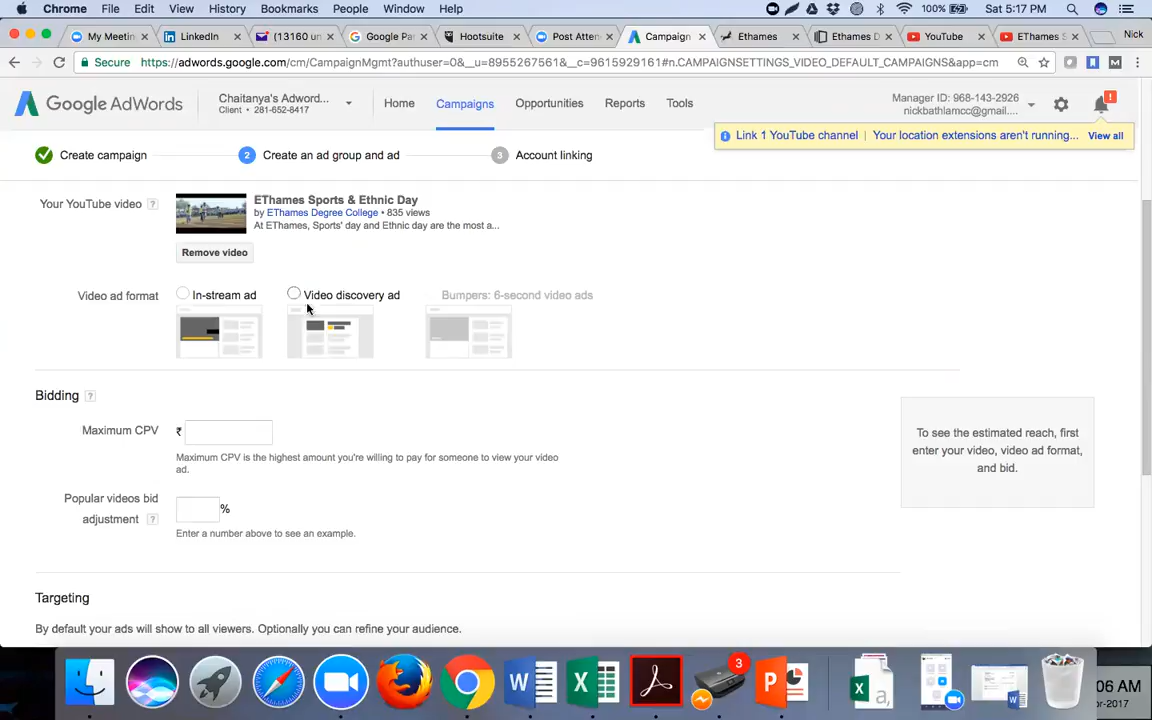 Chrome File Edit View History Bookmarks People Window Help 100% Sat 5:17 PM
My Meetin LinkedIn (13160 un Google Pa Hootsuite Post Atten Campaign Ethames Ethames D YouTube EThames S Nick
Secure https://adwords.google.com/cm/CampaignMgmt?authuser=0&__u=8955267561&__c=9615929161#n.CAMPAIGNSETTINGS_VIDEO_DEFAULT_CAMPAIGNS&app=cm
Google AdWords
Chaitanya's Adword...
Client • 281-652-8417
Home Campaigns Opportunities Reports Tools
Manager ID: 968-143-2926
nickbathlamcc@gmail....
!
Link 1 YouTube channel | Your location extensions aren't running... View all
Create campaign 2 Create an ad group and ad 3 Account linking
Your YouTube video ?
EThames Sports & Ethnic Day
by EThames Degree College • 835 views
At EThames, Sports' day and Ethnic day are the most a...
Remove video
Video ad format In-stream ad Video discovery ad Bumpers: 6-second video ads
Bidding ?
Maximum CPV ₹
Maximum CPV is the highest amount you're willing to pay for someone to view your video
ad.
Popular videos bid
adjustment ? %
Enter a number above to see an example.
To see the estimated reach, first
enter your video, video ad format,
and bid.
Targeting
By default your ads will show to all viewers. Optionally you can refine your audience.
3
06 AM
r-2017